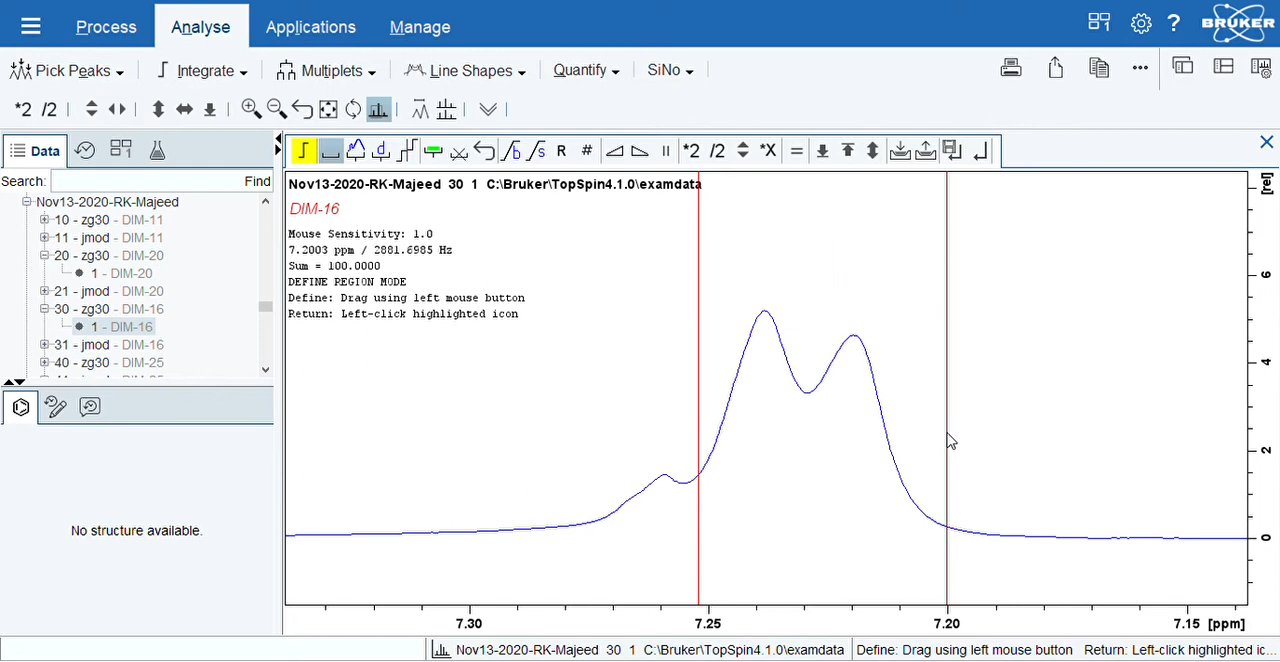 Process Analyse Applications Manage
BRUKER
Pick Peaks Integrate Multiplets Line Shapes Quantify SiNo
*2 /2
Data
*2 /2 *X =
R #
Search: Find
Nov13-2020-RK-Majeed
10 - zg30 - DIM-11
11 - jmod - DIM-11
20 - zg30 - DIM-20
1 - DIM-20
21 - jmod - DIM-20
30 - zg30 - DIM-16
1 - DIM-16
31 - jmod - DIM-16
40 - zg30 - DIM-25
No structure available.
Nov13-2020-RK-Majeed 30 1 C:\Bruker\TopSpin4.1.0\examdata
DIM-16
Mouse Sensitivity: 1.0
7.2003 ppm / 2881.6985 Hz
Sum = 100.0000
DEFINE REGION MODE
Define: Drag using left mouse button
Return: Left-click highlighted icon
[rel]
6
4
2
0
7.30 7.25 7.20 7.15 [ppm]
Nov13-2020-RK-Majeed 30 1 C:\Bruker\TopSpin4.1.0\examdata Define: Drag using left mouse button Return: Left-click highlighted ic...